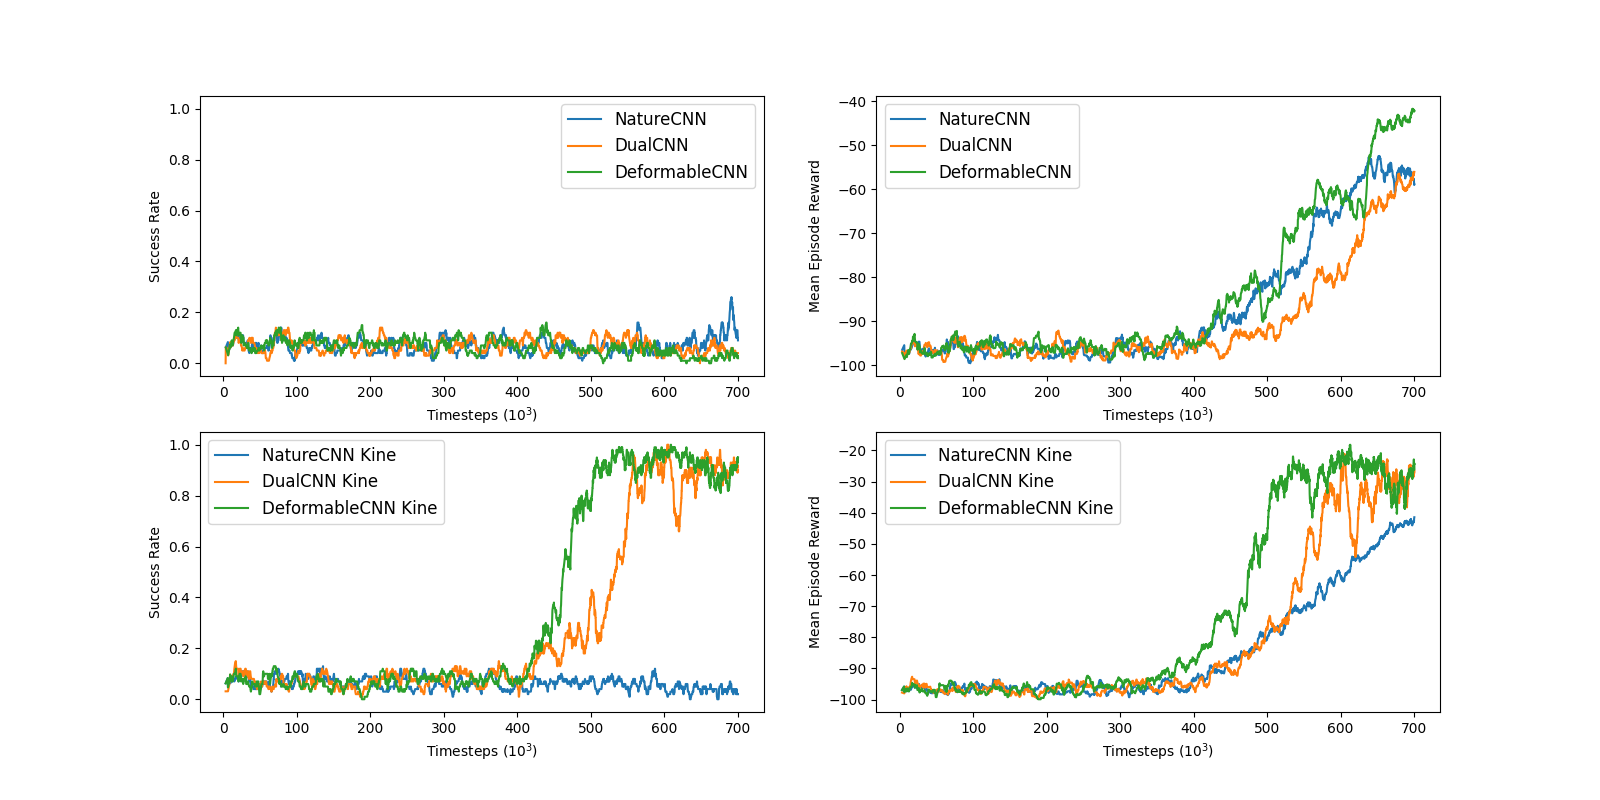 1.0
0.8
0.6
0.4
0.2
0.0
Success Rate
NatureCNN
DualCNN
DeformableCNN
0 100 200 300 400 500 600 700
Timesteps (10³)
−40
−50
−60
−70
−80
−90
−100
Mean Episode Reward
NatureCNN
DualCNN
DeformableCNN
0 100 200 300 400 500 600 700
Timesteps (10³)
1.0
0.8
0.6
0.4
0.2
0.0
Success Rate
NatureCNN Kine
DualCNN Kine
DeformableCNN Kine
0 100 200 300 400 500 600 700
Timesteps (10³)
−20
−30
−40
−50
−60
−70
−80
−90
−100
Mean Episode Reward
NatureCNN Kine
DualCNN Kine
DeformableCNN Kine
0 100 200 300 400 500 600 700
Timesteps (10³)